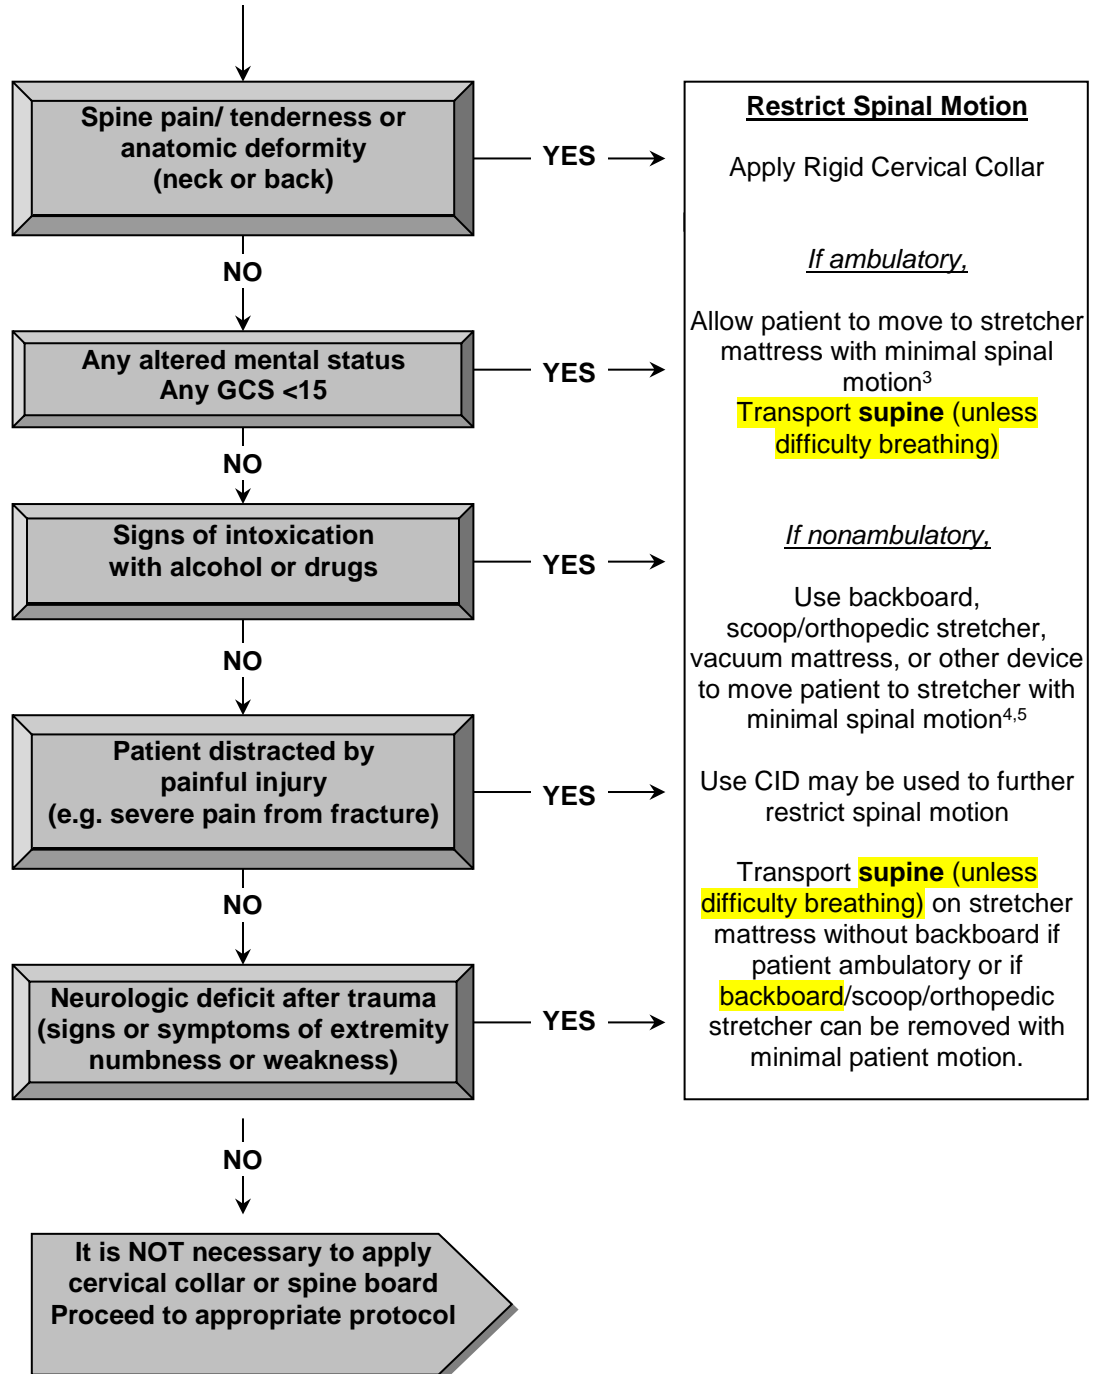 Spine pain/ tenderness or
anatomic deformity
(neck or back)
YES
NO
Any altered mental status
Any GCS <15
YES
NO
Signs of intoxication
with alcohol or drugs
YES
NO
Patient distracted by
painful injury
(e.g. severe pain from fracture)
YES
NO
Neurologic deficit after trauma
(signs or symptoms of extremity
numbness or weakness)
YES
NO
It is NOT necessary to apply
cervical collar or spine board
Proceed to appropriate protocol
Restrict Spinal Motion
Apply Rigid Cervical Collar
If ambulatory,
Allow patient to move to stretcher
mattress with minimal spinal
motion³
Transport supine (unless
difficulty breathing)
If nonambulatory,
Use backboard,
scoop/orthopedic stretcher,
vacuum mattress, or other device
to move patient to stretcher with
minimal spinal motion⁴,⁵
Use CID may be used to further
restrict spinal motion
Transport supine (unless
difficulty breathing) on stretcher
mattress without backboard if
patient ambulatory or if
backboard/scoop/orthopedic
stretcher can be removed with
minimal patient motion.